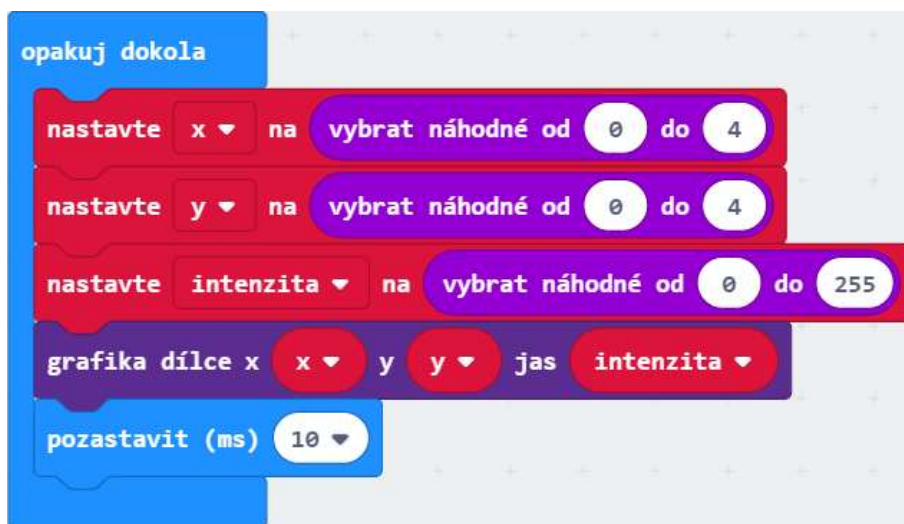 opakuj dokola
nastavte x na vybrat náhodné od 0 do 4
nastavte y na vybrat náhodné od 0 do 4
nastavte intenzita na vybrat náhodné od 0 do 255
grafika dílce x x y y jas intenzita
pozastavit (ms) 10